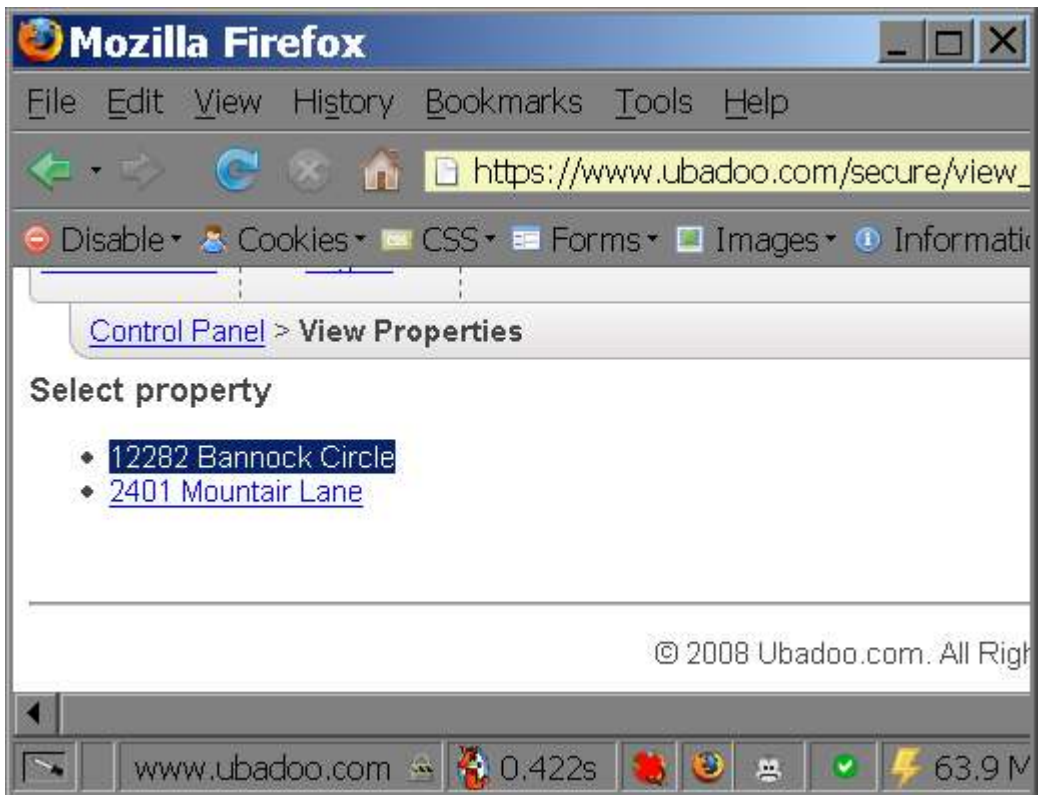 Mozilla Firefox
File Edit View History Bookmarks Tools Help
https://www.ubadoo.com/secure/view_
Disable Cookies CSS Forms Images Informatic
Control Panel > View Properties
Select property
12282 Bannock Circle
2401 Mountair Lane
© 2008 Ubadoo.com. All Righ
www.ubadoo.com 0.422s 63.9 M